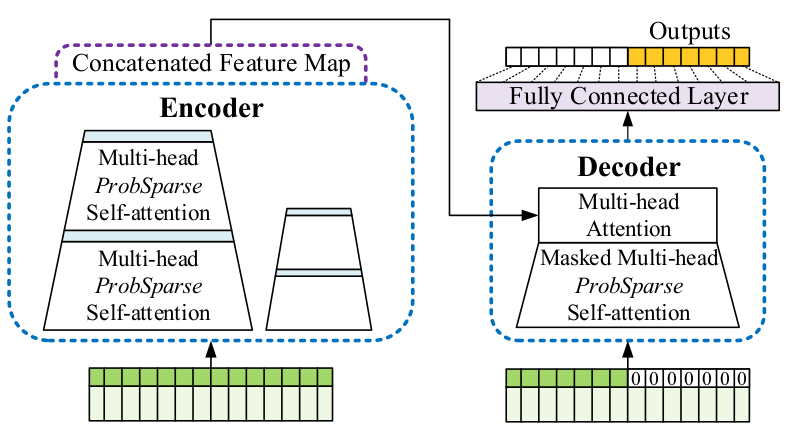 Concatenated Feature Map
Encoder
Multi-head
ProbSparse
Self-attention
Multi-head
ProbSparse
Self-attention
Outputs
Fully Connected Layer
Decoder
Multi-head
Attention
Masked Multi-head
ProbSparse
Self-attention
0 0 0 0 0 0 0